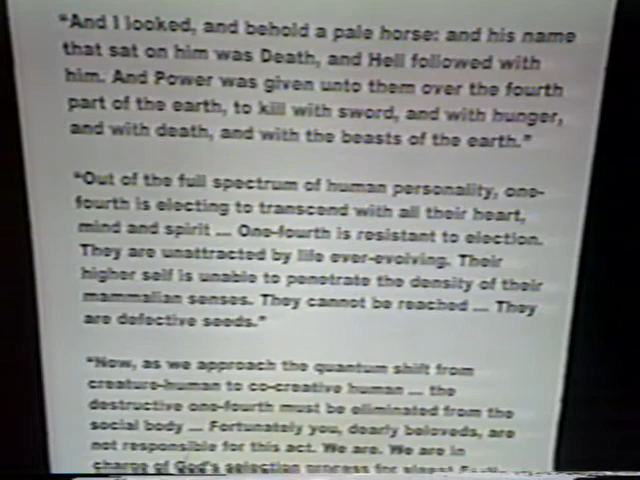 "And I looked, and behold a pale horse: and his name
that sat on him was Death, and Hell followed with
him. And Power was given unto them over the fourth
part of the earth, to kill with sword, and with hunger,
and with death, and with the beasts of the earth."
"Out of the full spectrum of human personality, one-
fourth is electing to transcend with all their heart,
mind and spirit ... One-fourth is resistant to election.
They are unattracted by life ever-evolving. Their
higher self is unable to penetrate the density of their
mammalian senses. They cannot be reached ... They
are defective seeds."
"Now, as we approach the quantum shift from
creature-human to co-creative human ... the
destructive one-fourth must be eliminated from the
social body ... Fortunately you, dearly beloveds, are
not responsible for this act. We are. We are in
charge of God's selection process for planet Earth.